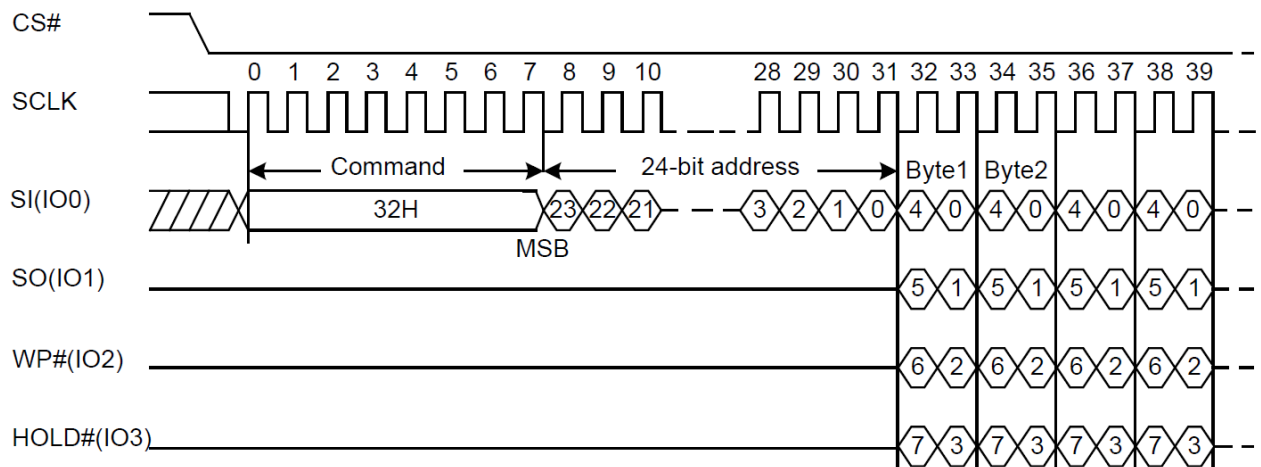 CS#
0 1 2 3 4 5 6 7 8 9 10 28 29 30 31 32 33 34 35 36 37 38 39
SCLK
Command 24-bit address Byte1 Byte2
SI(IO0) 32H 23 22 21 3 2 1 0 4 0 4 0 4 0 4 0
MSB
SO(IO1) 5 1 5 1 5 1 5 1
WP#(IO2) 6 2 6 2 6 2 6 2
HOLD#(IO3) 7 3 7 3 7 3 7 3